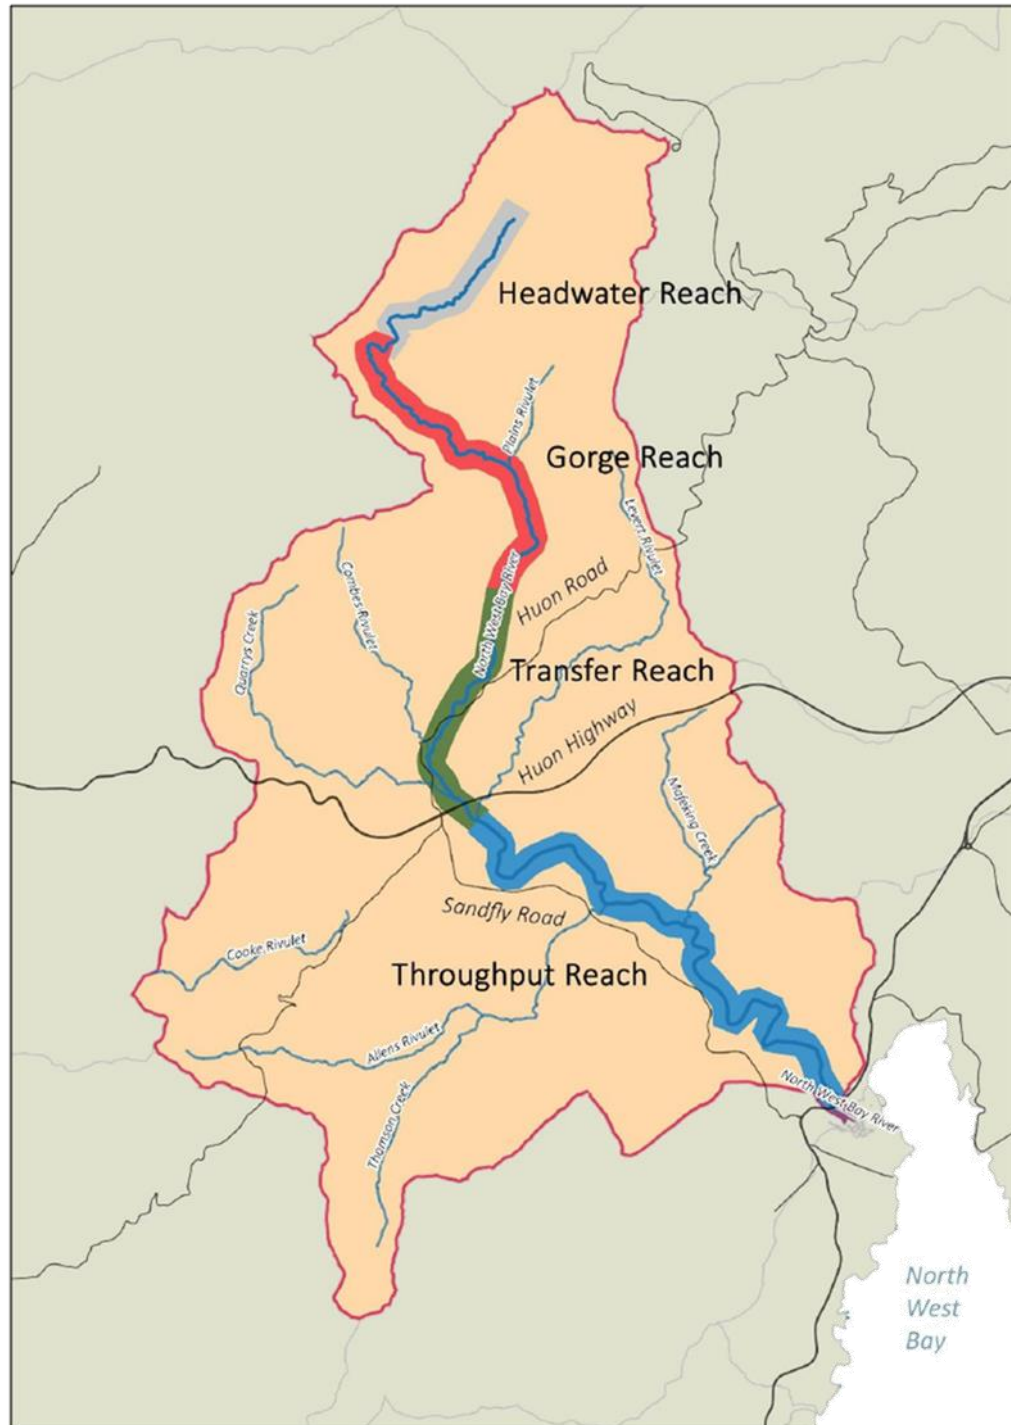 Headwater Reach
Plains Rivulet
Gorge Reach
Levert Rivulet
Combes Rivulet
North West Bay River
Huon Road
Quarrys Creek
Transfer Reach
Huon Highway
Mafeking Creek
Sandfly Road
Cooke Rivulet
Throughput Reach
Allens Rivulet
Thomson Creek
North West Bay River
North
West
Bay